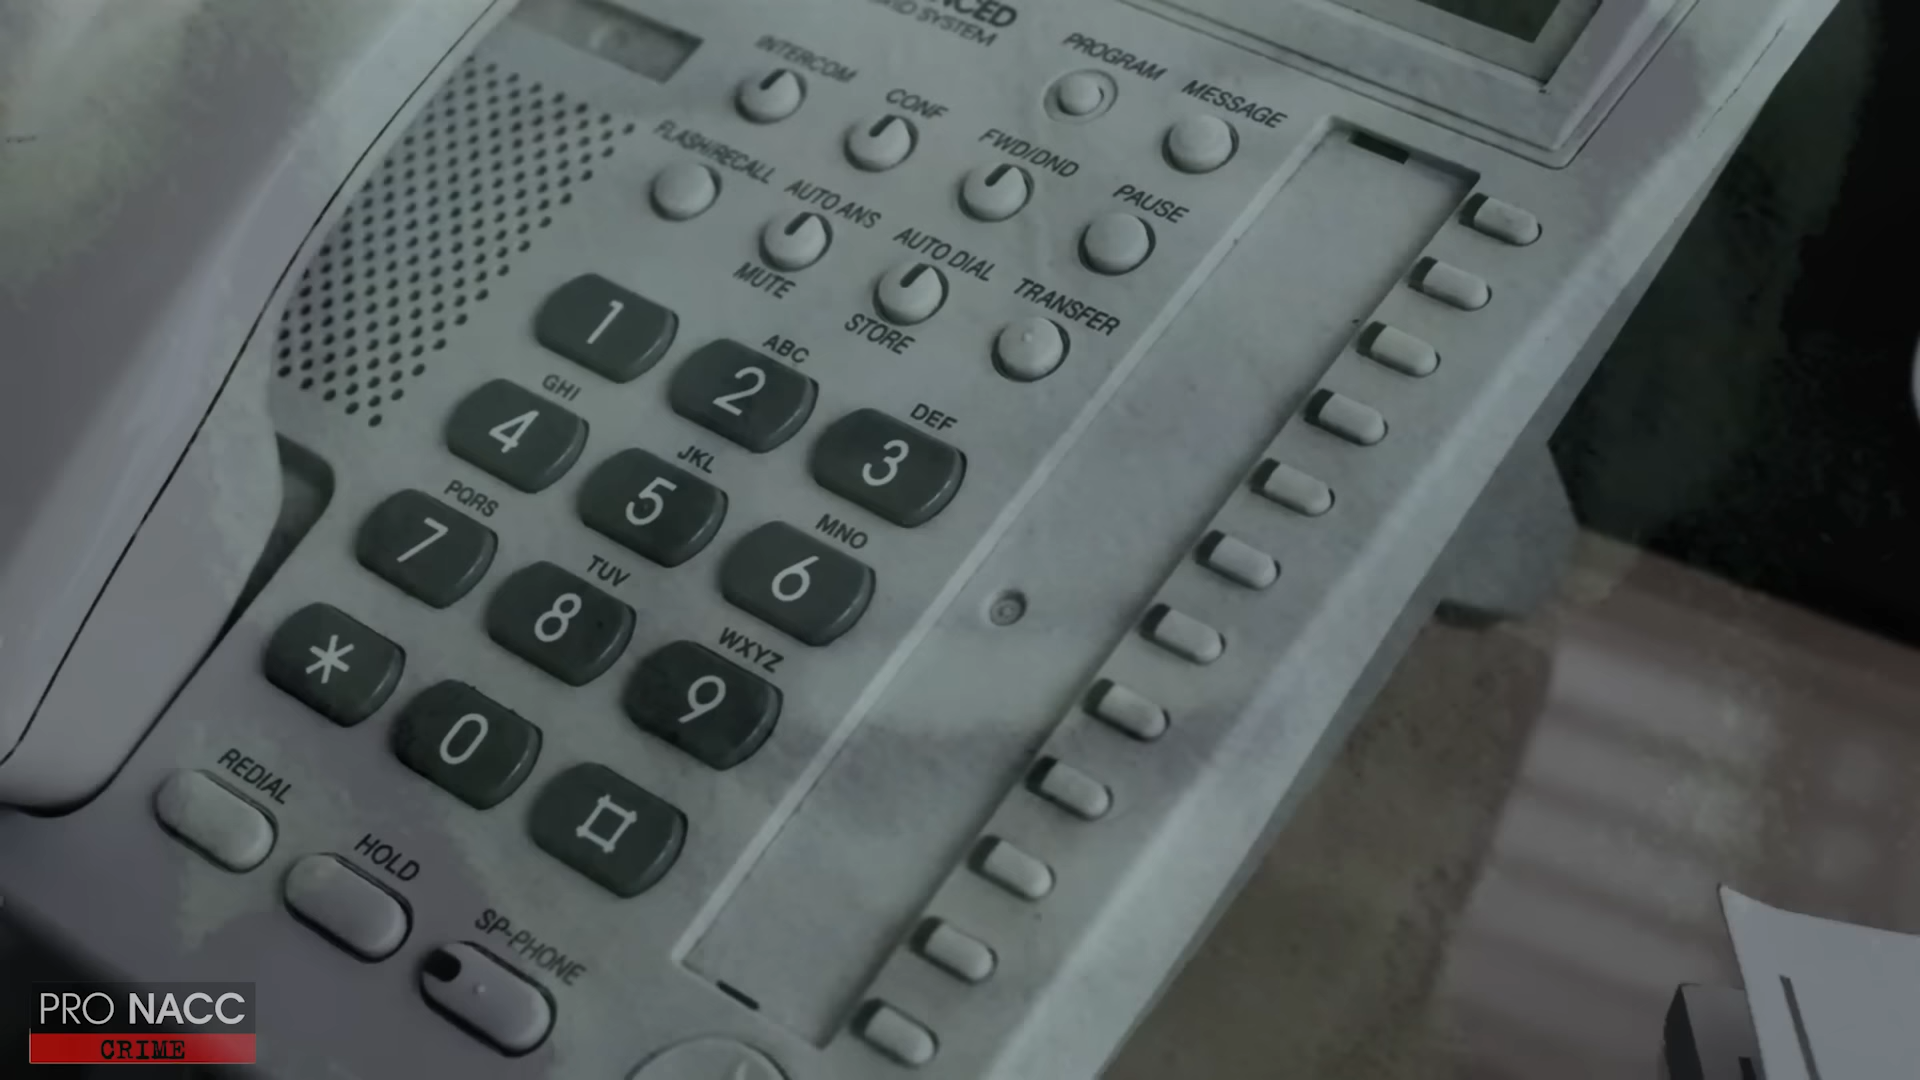 NCED
SYSTEM
INTERCOM
CONF
PROGRAM
MESSAGE
FLASH/RECALL
AUTO ANS
FWD/DND
PAUSE
MUTE
AUTO DIAL
STORE
TRANSFER
1
ABC
2
DEF
3
GHI
4
JKL
5
MNO
6
PQRS
7
TUV
8
WXYZ
9
*
0
REDIAL
HOLD
SP-PHONE
PRO NACC
CRIME